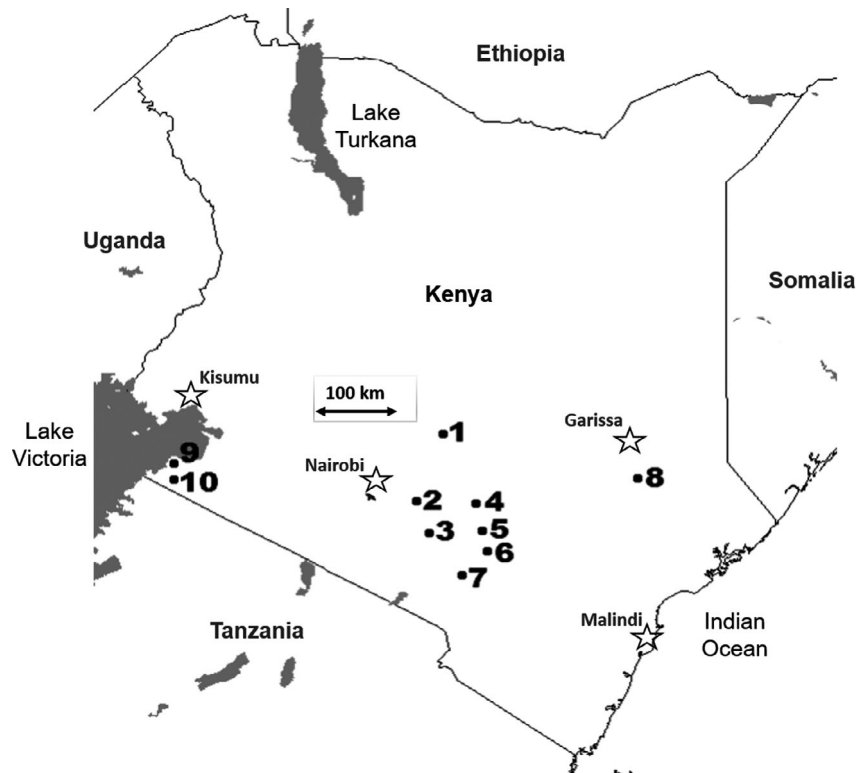 Ethiopia
Lake
Turkana
Uganda
Somalia
Kenya
Kisumu
100 km
Lake
Victoria
Garissa
1
9
Nairobi
10
8
2
4
3
5
6
7
Malindi
Indian
Ocean
Tanzania